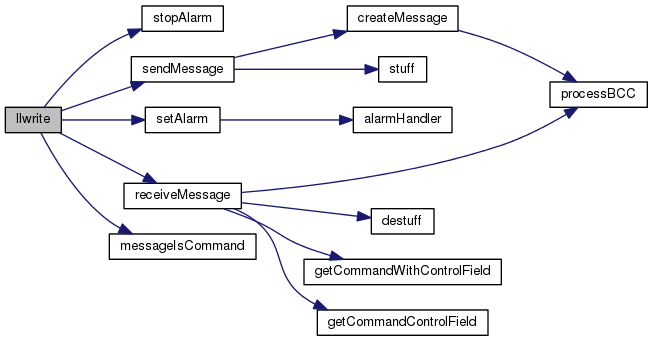 stopAlarm
createMessage
sendMessage
stuff
processBCC
llwrite
setAlarm
alarmHandler
receiveMessage
destuff
messageIsCommand
getCommandWithControlField
getCommandControlField